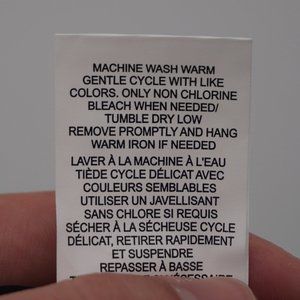 MACHINE WASH WARM
GENTLE CYCLE WITH LIKE
COLORS. ONLY NON CHLORINE
BLEACH WHEN NEEDED/
TUMBLE DRY LOW
REMOVE PROMPTLY AND HANG
WARM IRON IF NEEDED
LAVER À LA MACHINE À L'EAU
TIÈDE CYCLE DÉLICAT AVEC
COULEURS SEMBLABLES
UTILISER UN JAVELLISANT
SANS CHLORE SI REQUIS
SÉCHER À LA SÉCHEUSE CYCLE
DÉLICAT, RETIRER RAPIDEMENT
ET SUSPENDRE
REPASSER À BASSE